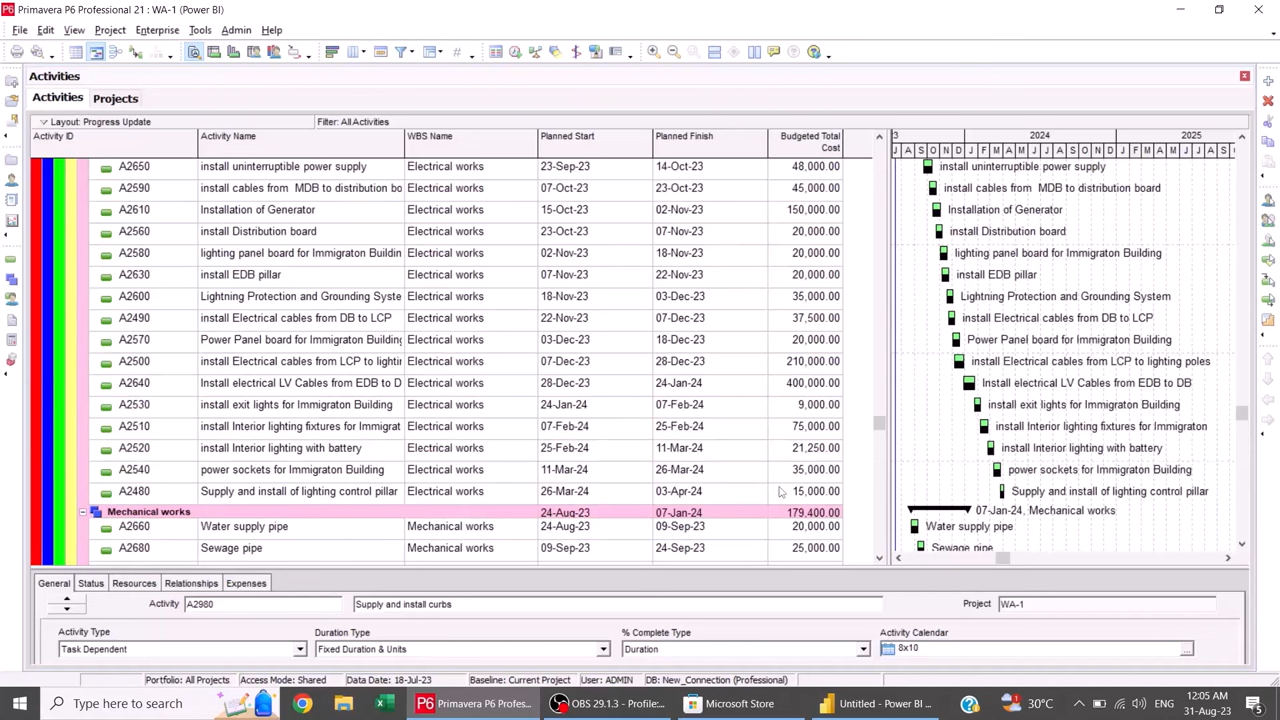 Primavera P6 Professional 21 : WA-1 (Power BI)
File Edit View Project Enterprise Tools Admin Help
Activities
Activities Projects
Layout: Progress Update Filter: All Activities
Activity ID Activity Name WBS Name Planned Start Planned Finish Budgeted Total Cost 3 2024 2025
J A S O N D J F M A M J J A S O N D J F M A M J J A S
A2650 install uninterruptible power supply Electrical works 23-Sep-23 14-Oct-23 48,000.00 install uninterruptible power supply
A2590 install cables from MDB to distribution bo Electrical works 07-Oct-23 23-Oct-23 45,000.00 install cables from MDB to distribution board
A2610 Installation of Generator Electrical works 15-Oct-23 02-Nov-23 150,000.00 Installation of Generator
A2560 install Distribution board Electrical works 23-Oct-23 07-Nov-23 20,000.00 install Distribution board
A2580 lighting panel board for Immigraton Buildin Electrical works 02-Nov-23 18-Nov-23 20,000.00 lighting panel board for Immigraton Building
A2630 install EDB pillar Electrical works 07-Nov-23 22-Nov-23 20,000.00 install EDB pillar
A2600 Lightning Protection and Grounding Syste Electrical works 18-Nov-23 03-Dec-23 35,000.00 Lightning Protection and Grounding System
A2490 install Electrical cables from DB to LCP Electrical works 22-Nov-23 07-Dec-23 37,500.00 install Electrical cables from DB to LCP
A2570 Power Panel board for Immigraton Building Electrical works 03-Dec-23 18-Dec-23 20,000.00 Power Panel board for Immigraton Building
A2500 install Electrical cables from LCP to lightin Electrical works 07-Dec-23 28-Dec-23 210,000.00 install Electrical cables from LCP to lighting poles
A2640 Install electrical LV Cables from EDB to D Electrical works 28-Dec-23 24-Jan-24 400,000.00 Install electrical LV Cables from EDB to DB
A2530 install exit lights for Immigraton Building Electrical works 24-Jan-24 07-Feb-24 9,000.00 install exit lights for Immigraton Building
A2510 install Interior lighting fixtures for Immigrat Electrical works 07-Feb-24 25-Feb-24 75,000.00 install Interior lighting fixtures for Immigraton
A2520 install Interior lighting with battery Electrical works 25-Feb-24 11-Mar-24 21,250.00 install Interior lighting with battery
A2540 power sockets for Immigraton Building Electrical works 11-Mar-24 26-Mar-24 35,000.00 power sockets for Immigraton Building
A2480 Supply and install of lighting control pillar Electrical works 26-Mar-24 03-Apr-24 15,000.00 Supply and install of lighting control pillar
Mechanical works 24-Aug-23 07-Jan-24 179,400.00 07-Jan-24, Mechanical works
A2660 Water supply pipe Mechanical works 24-Aug-23 09-Sep-23 20,000.00 Water supply pipe
A2680 Sewage pipe Mechanical works 09-Sep-23 24-Sep-23 25,000.00 Sewage pipe
General Status Resources Relationships Expenses
Activity A2980 Supply and install curbs Project WA-1
Activity Type Duration Type % Complete Type Activity Calendar
Task Dependent Fixed Duration & Units Duration 8x10
Portfolio: All Projects Access Mode: Shared Data Date: 18-Jul-23 Baseline: Current Project User: ADMIN DB: New_Connection (Professional)
Type here to search Primavera P6 Profes... OBS 29.1.3 - Profile:... Microsoft Store Untitled - Power BI ... 30°C ENG 12:05 AM
31-Aug-23 5